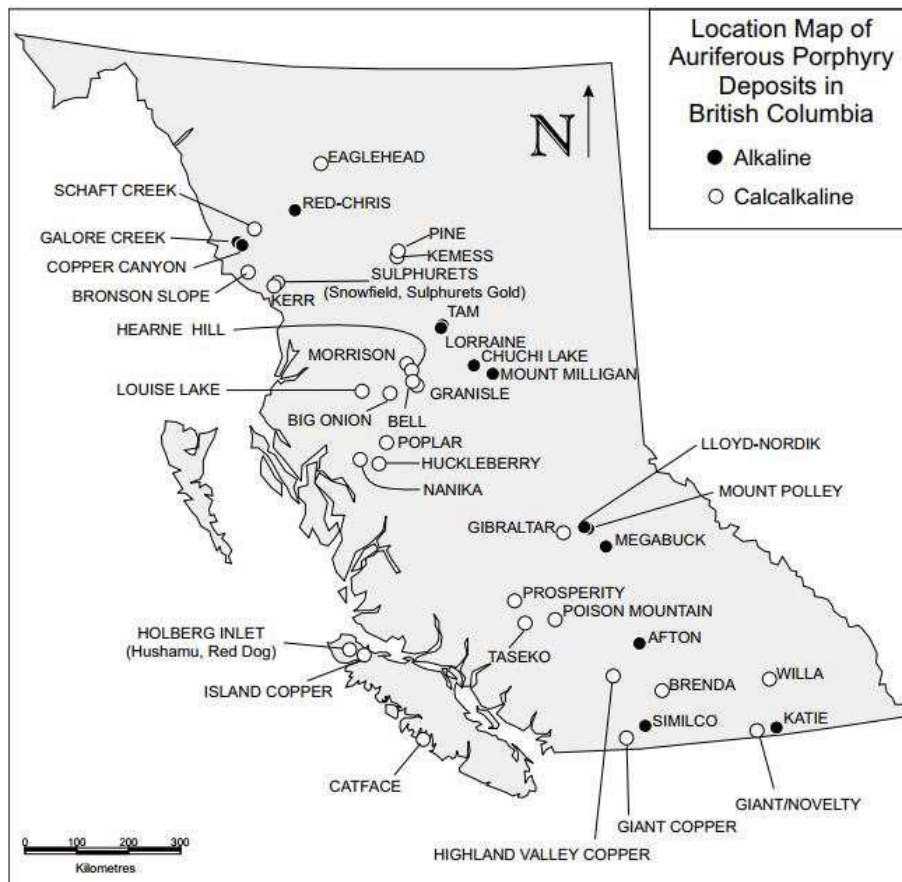 Location Map of
Auriferous Porphyry
Deposits in
British Columbia
Alkaline
Calcalkaline
N
EAGLEHEAD
SCHAFT CREEK
RED-CHRIS
GALORE CREEK
COPPER CANYON
BRONSON SLOPE
PINE
KEMESS
SULPHURETS
(Snowfield, Sulphurets Gold)
KERR
HEARNE HILL
TAM
LORRAINE
MORRISON
CHUCHI LAKE
MOUNT MILLIGAN
LOUISE LAKE
GRANISLE
BIG ONION
BELL
POPLAR
HUCKLEBERRY
NANIKA
LLOYD-NORDIK
MOUNT POLLEY
GIBRALTAR
MEGABUCK
PROSPERITY
POISON MOUNTAIN
HOLBERG INLET
(Hushamu, Red Dog)
TASEKO
AFTON
ISLAND COPPER
WILLA
BRENDA
SIMILCO
KATIE
CATFACE
GIANT/NOVELTY
GIANT COPPER
HIGHLAND VALLEY COPPER
0 100 200 300
Kilometres